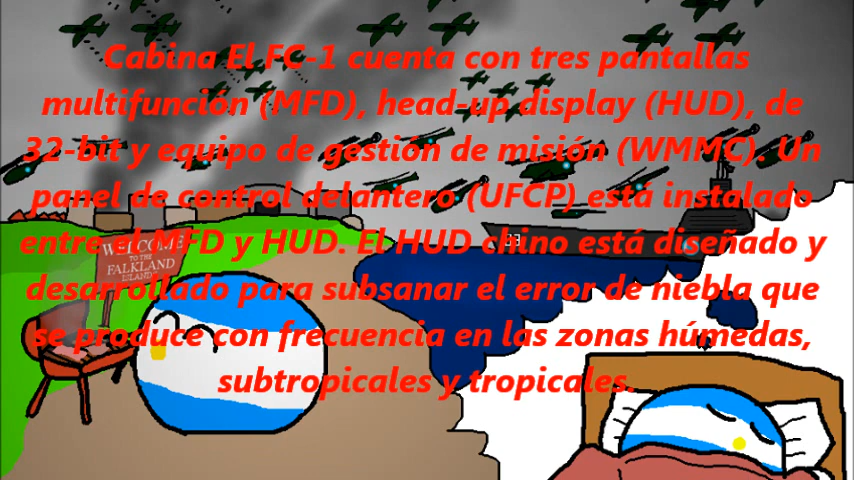 Cabina El FC-1 cuenta con tres pantallas
multifunción (MFD), head-up display (HUD), de
32-bit y equipo de gestión de misión (WMMC). Un
panel de control delantero (UFCP) está instalado
entre el MFD y HUD. El HUD chino está diseñado y
desarrollado para subsanar el error de niebla que
se produce con frecuencia en las zonas húmedas,
subtropicales y tropicales.
WELCOME
TO THE
FALKLAND
ISLANDS